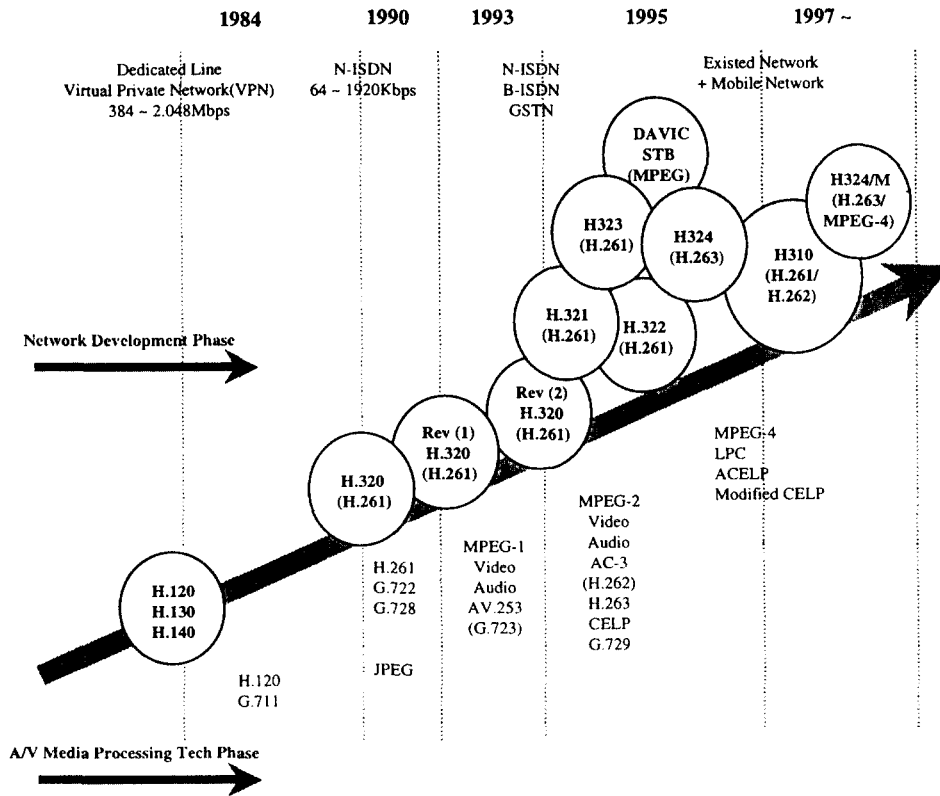 1984
1990
1993
1995
1997 ~
Dedicated Line
Virtual Private Network(VPN)
384 ~ 2.048Mbps
N-ISDN
64 ~ 1920Kbps
N-ISDN
B-ISDN
GSTN
Existed Network
+ Mobile Network
DAVIC
STB
(MPEG)
H324/M
(H.263/
MPEG-4)
H323
(H.261)
H324
(H.263)
H310
(H.261/
H.262)
H.321
(H.261)
H.322
(H.261)
Network Development Phase
Rev (2)
H.320
(H.261)
Rev (1)
H.320
(H.261)
H.320
(H.261)
MPEG-4
LPC
ACELP
Modified CELP
MPEG-2
Video
Audio
AC-3
(H.262)
H.263
CELP
G.729
MPEG-1
Video
Audio
AV.253
(G.723)
H.261
G.722
G.728
JPEG
H.120
H.130
H.140
H.120
G.711
A/V Media Processing Tech Phase